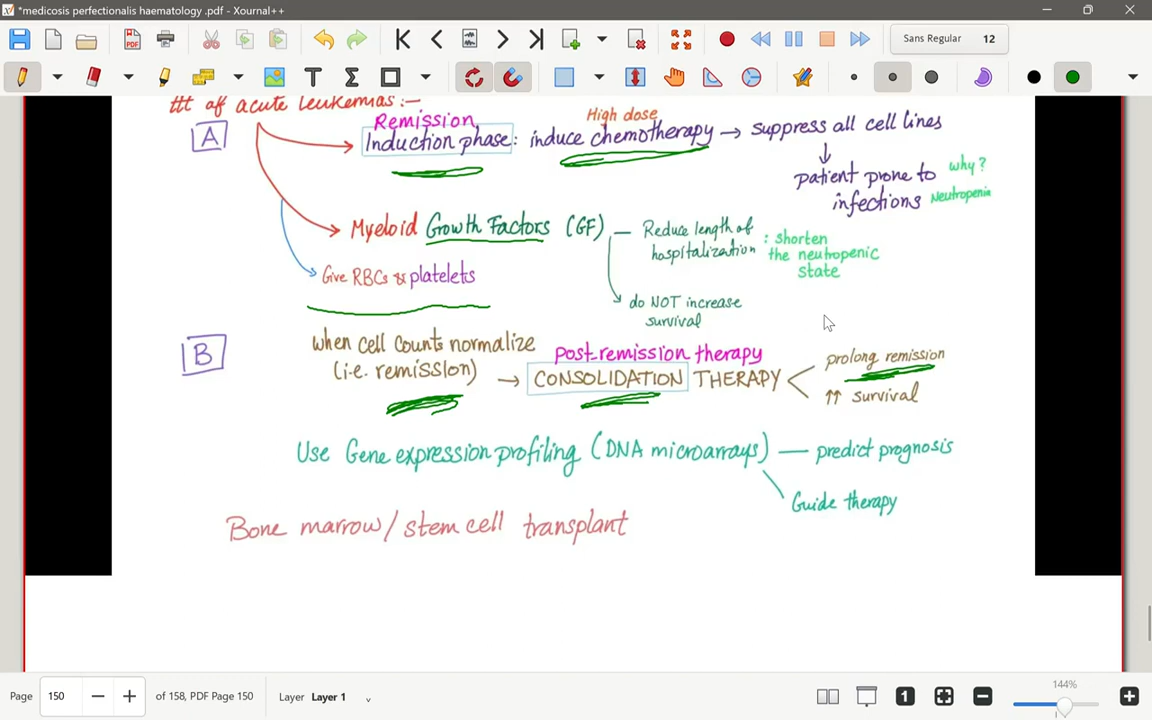 *medicosis perfectionalis haematology .pdf - Xournal++
PDF
Sans Regular 12
ttt of acute leukemias :-
A
Remission
Induction phase: induce chemotherapy → suppress all cell lines
High dose
↓
patient prone to infections
why?
Neutropenia
Myeloid Growth Factors (GF) — Reduce length of hospitalization
: shorten
the neutropenic
state
Give RBCs & platelets
do NOT increase
survival
B
when cell counts normalize
(i.e. remission) →
Post-remission therapy
CONSOLIDATION THERAPY
prolong remission
↑↑ survival
Use Gene expression profiling (DNA microarrays) — predict prognosis
Guide therapy
Bone marrow/stem cell transplant
Page 150 of 158, PDF Page 150 Layer Layer 1
1
144%